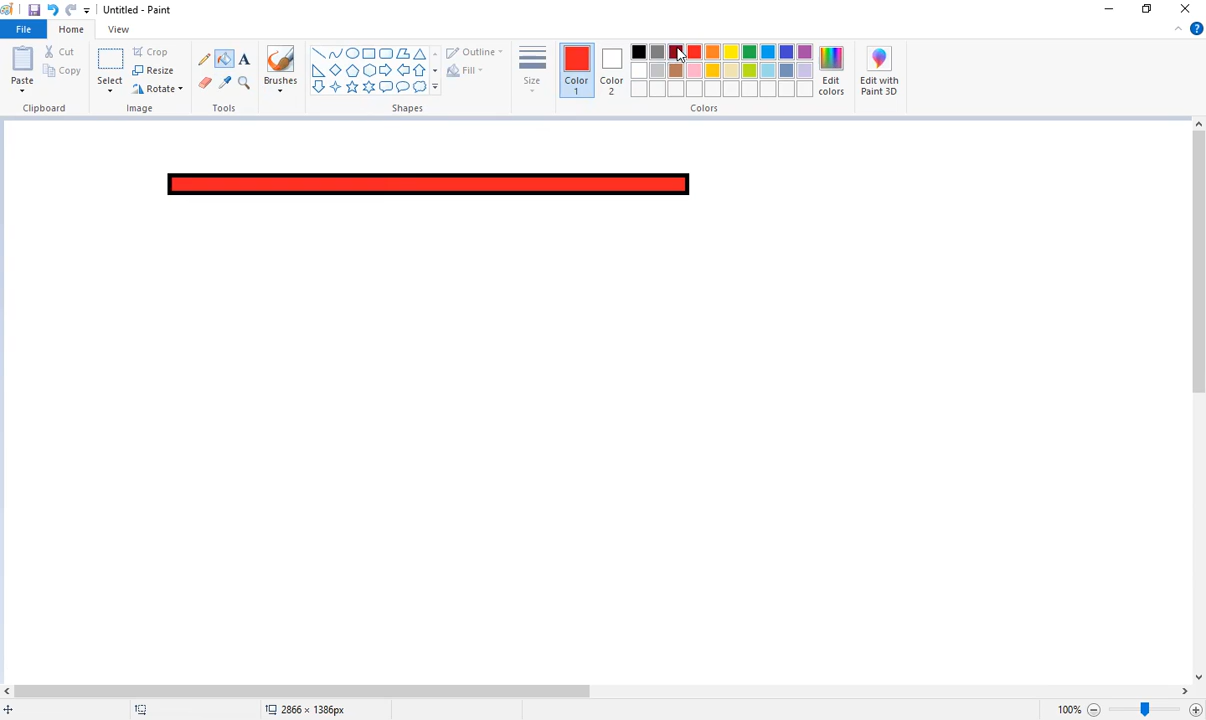 Untitled - Paint
File Home View
Paste Cut Copy Select Crop Resize Rotate Brushes Outline Fill Size Color 1 Color 2 Edit colors Edit with Paint 3D
Clipboard Image Tools Shapes Colors
2866 × 1386px 100%